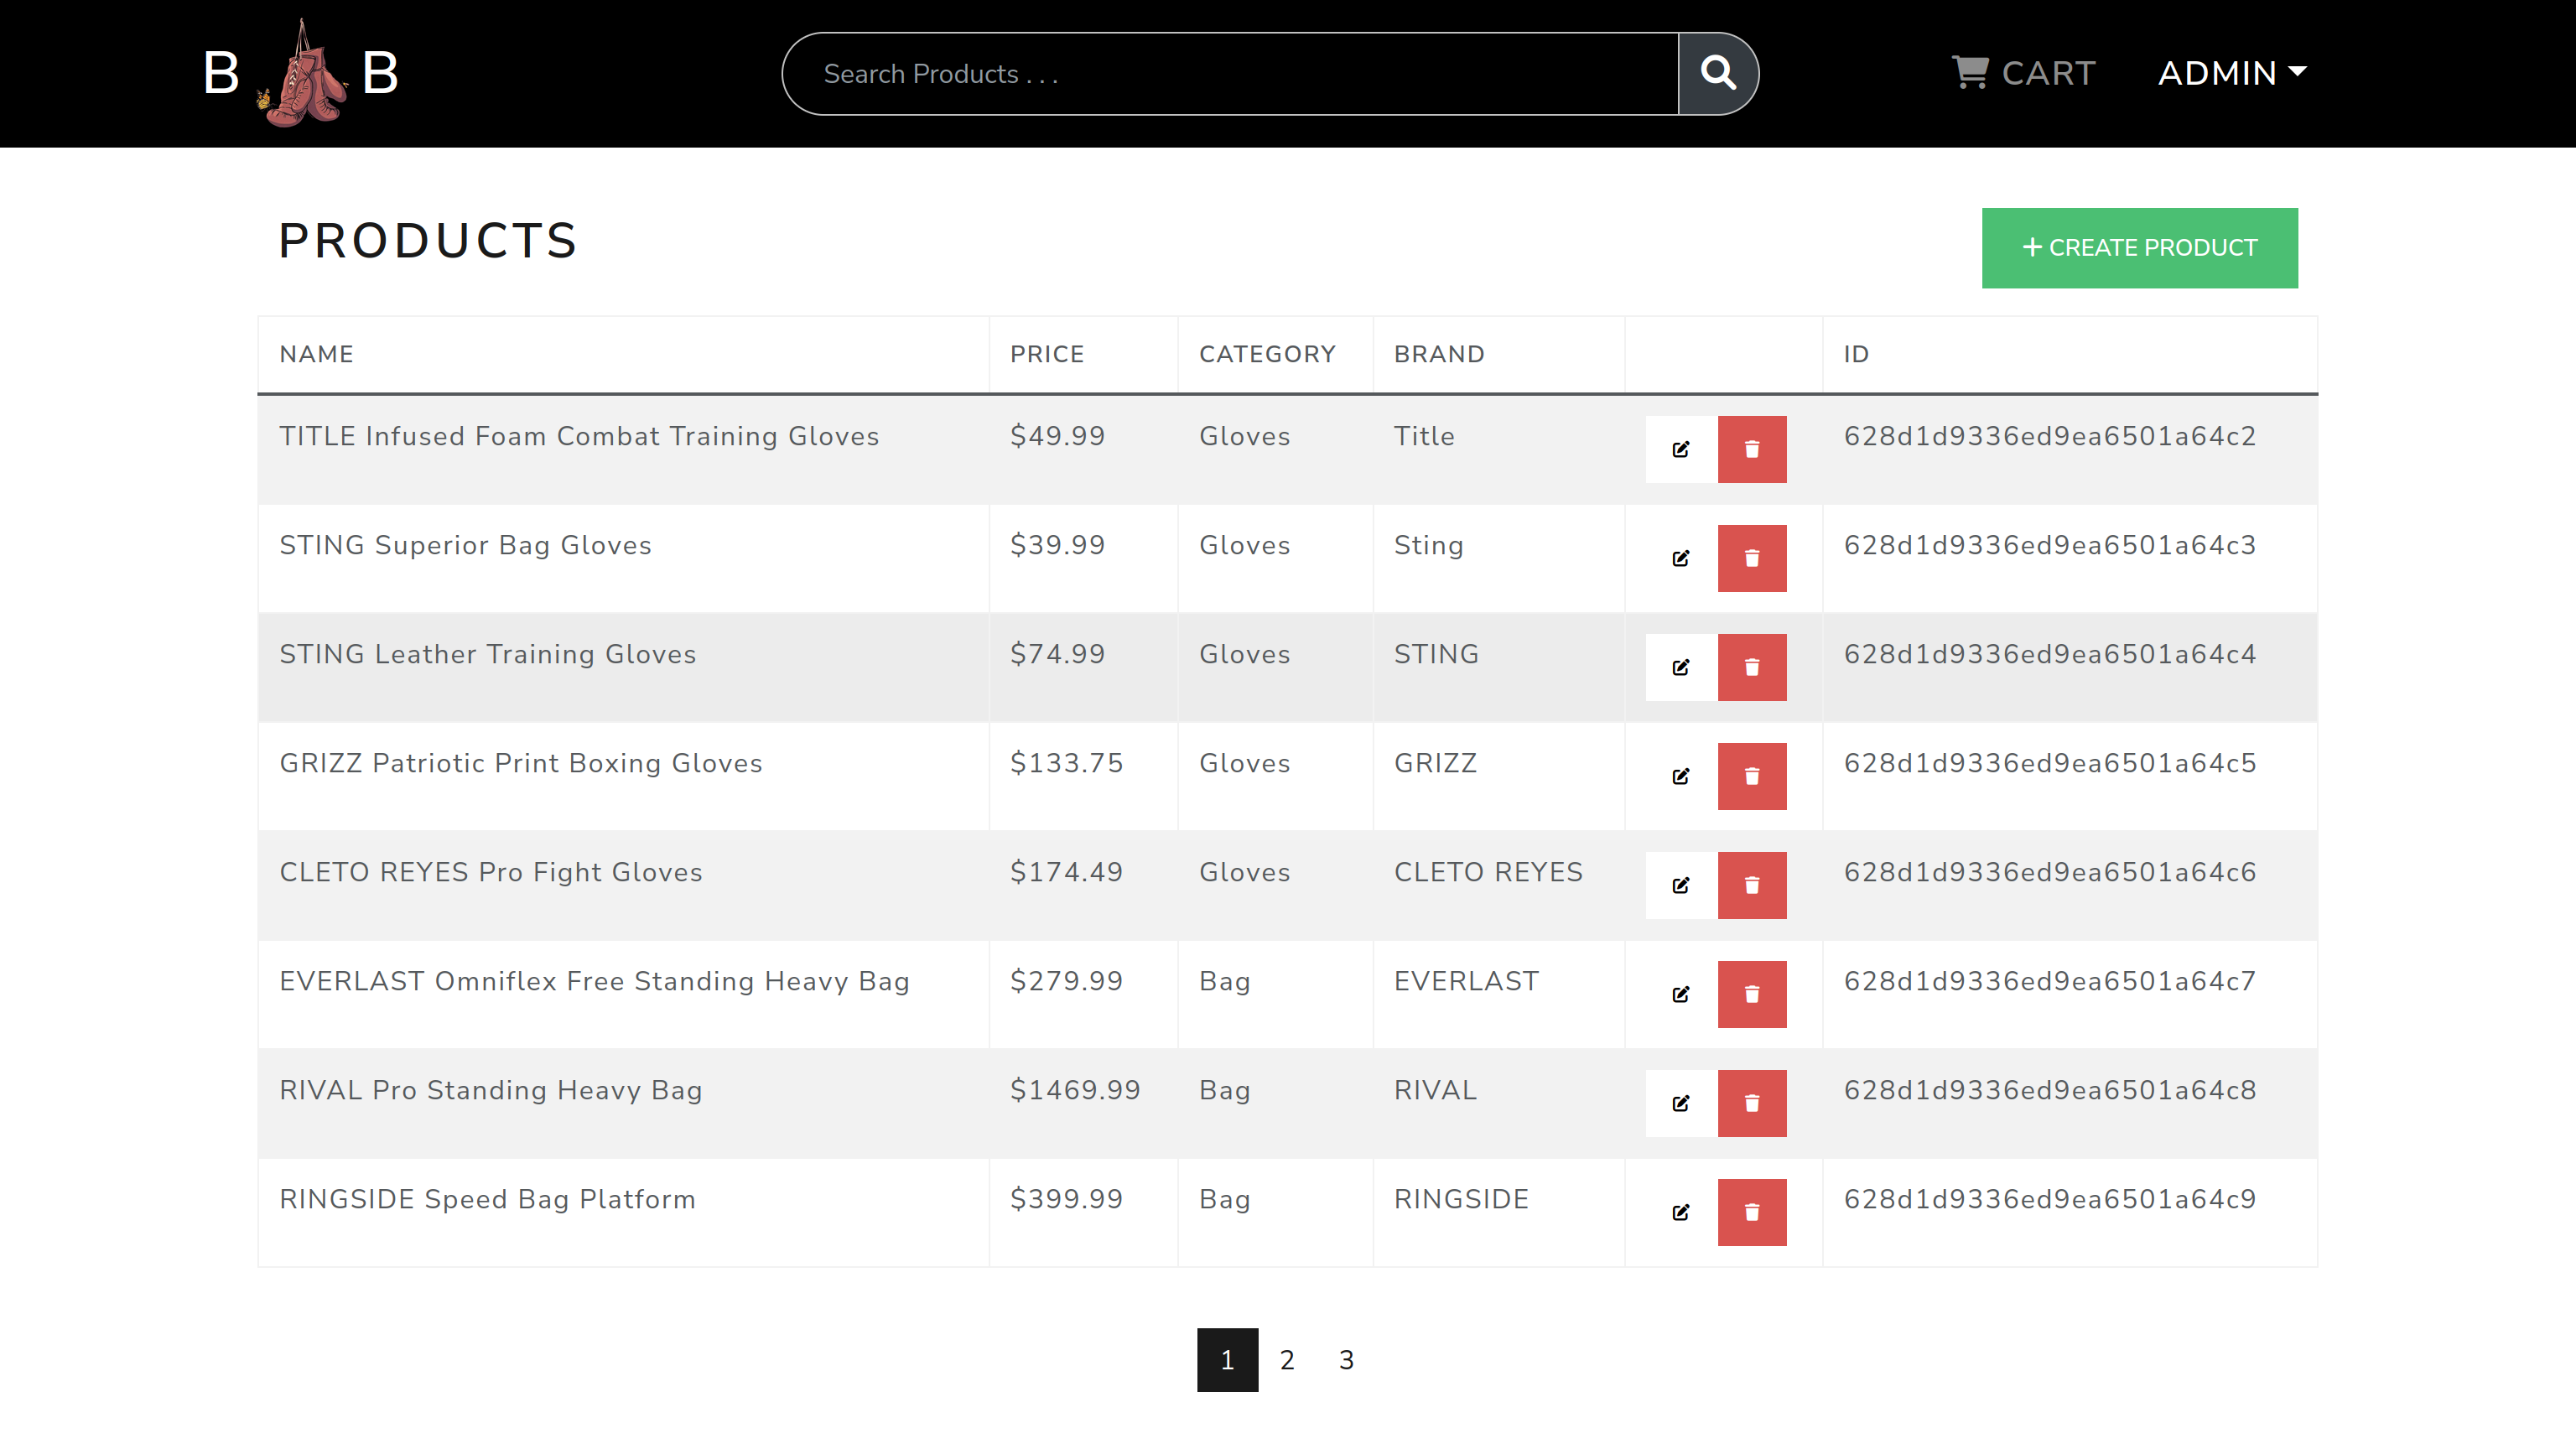 B B Search Products . . . CART ADMIN
PRODUCTS CREATE PRODUCT
NAME PRICE CATEGORY BRAND ID
TITLE Infused Foam Combat Training Gloves $49.99 Gloves Title 628d1d9336ed9ea6501a64c2
STING Superior Bag Gloves $39.99 Gloves Sting 628d1d9336ed9ea6501a64c3
STING Leather Training Gloves $74.99 Gloves STING 628d1d9336ed9ea6501a64c4
GRIZZ Patriotic Print Boxing Gloves $133.75 Gloves GRIZZ 628d1d9336ed9ea6501a64c5
CLETO REYES Pro Fight Gloves $174.49 Gloves CLETO REYES 628d1d9336ed9ea6501a64c6
EVERLAST Omniflex Free Standing Heavy Bag $279.99 Bag EVERLAST 628d1d9336ed9ea6501a64c7
RIVAL Pro Standing Heavy Bag $1469.99 Bag RIVAL 628d1d9336ed9ea6501a64c8
RINGSIDE Speed Bag Platform $399.99 Bag RINGSIDE 628d1d9336ed9ea6501a64c9
1 2 3